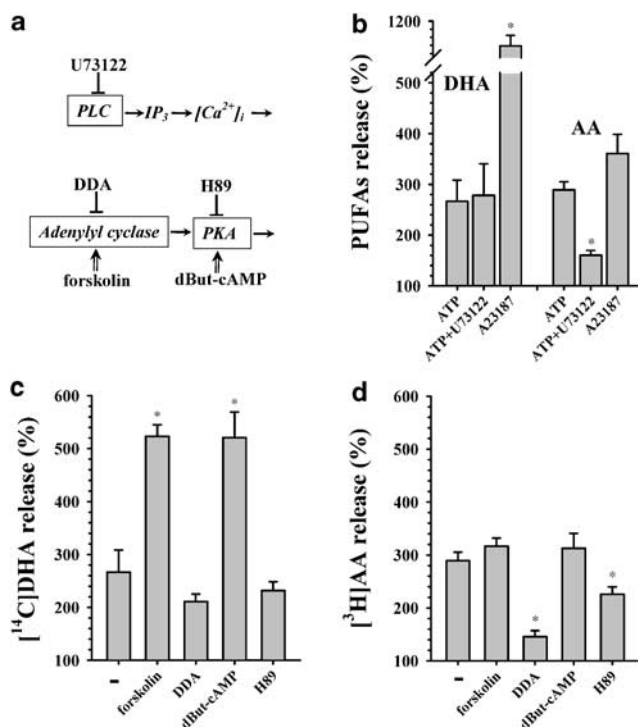 a
U73122
PLC IP3 [Ca2+]i
DDA H89
Adenylyl cyclase PKA
forskolin dBut-cAMP
b
PUFAs release (%)
1200
500
400
300
200
100
DHA
AA
*
*
ATP
ATP+U73122
A23187
ATP
ATP+U73122
A23187
c
[14C]DHA release (%)
600
500
400
300
200
100
*
*
-
forskolin
DDA
dBut-cAMP
H89
d
[3H]AA release (%)
600
500
400
300
200
100
*
*
-
forskolin
DDA
dBut-cAMP
H89